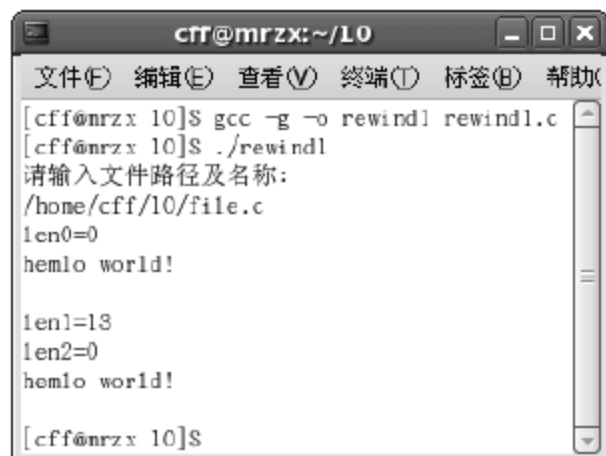 cff@mrzx:~/10
文件(F) 编辑(E) 查看(V) 终端(T) 标签(B) 帮助(
[cff@mrzx 10]$ gcc -g -o rewind1 rewind1.c
[cff@mrzx 10]$ ./rewind1
请输入文件路径及名称:
/home/cff/10/file.c
len0=0
hemlo world!
len1=13
len2=0
hemlo world!
[cff@mrzx 10]$